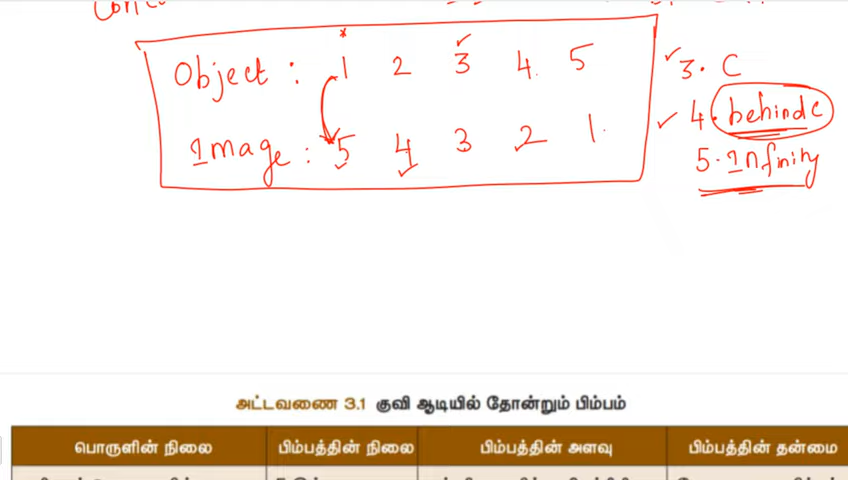 Object : 1 2 3 4 5
Image : 5 4 3 2 1
3. C
4. behinde
5. Infinity
அட்டவணை 3.1 குவி ஆடியில் தோன்றும் பிம்பம்
பொருளின் நிலை பிம்பத்தின் நிலை பிம்பத்தின் அளவு பிம்பத்தின் தன்மை